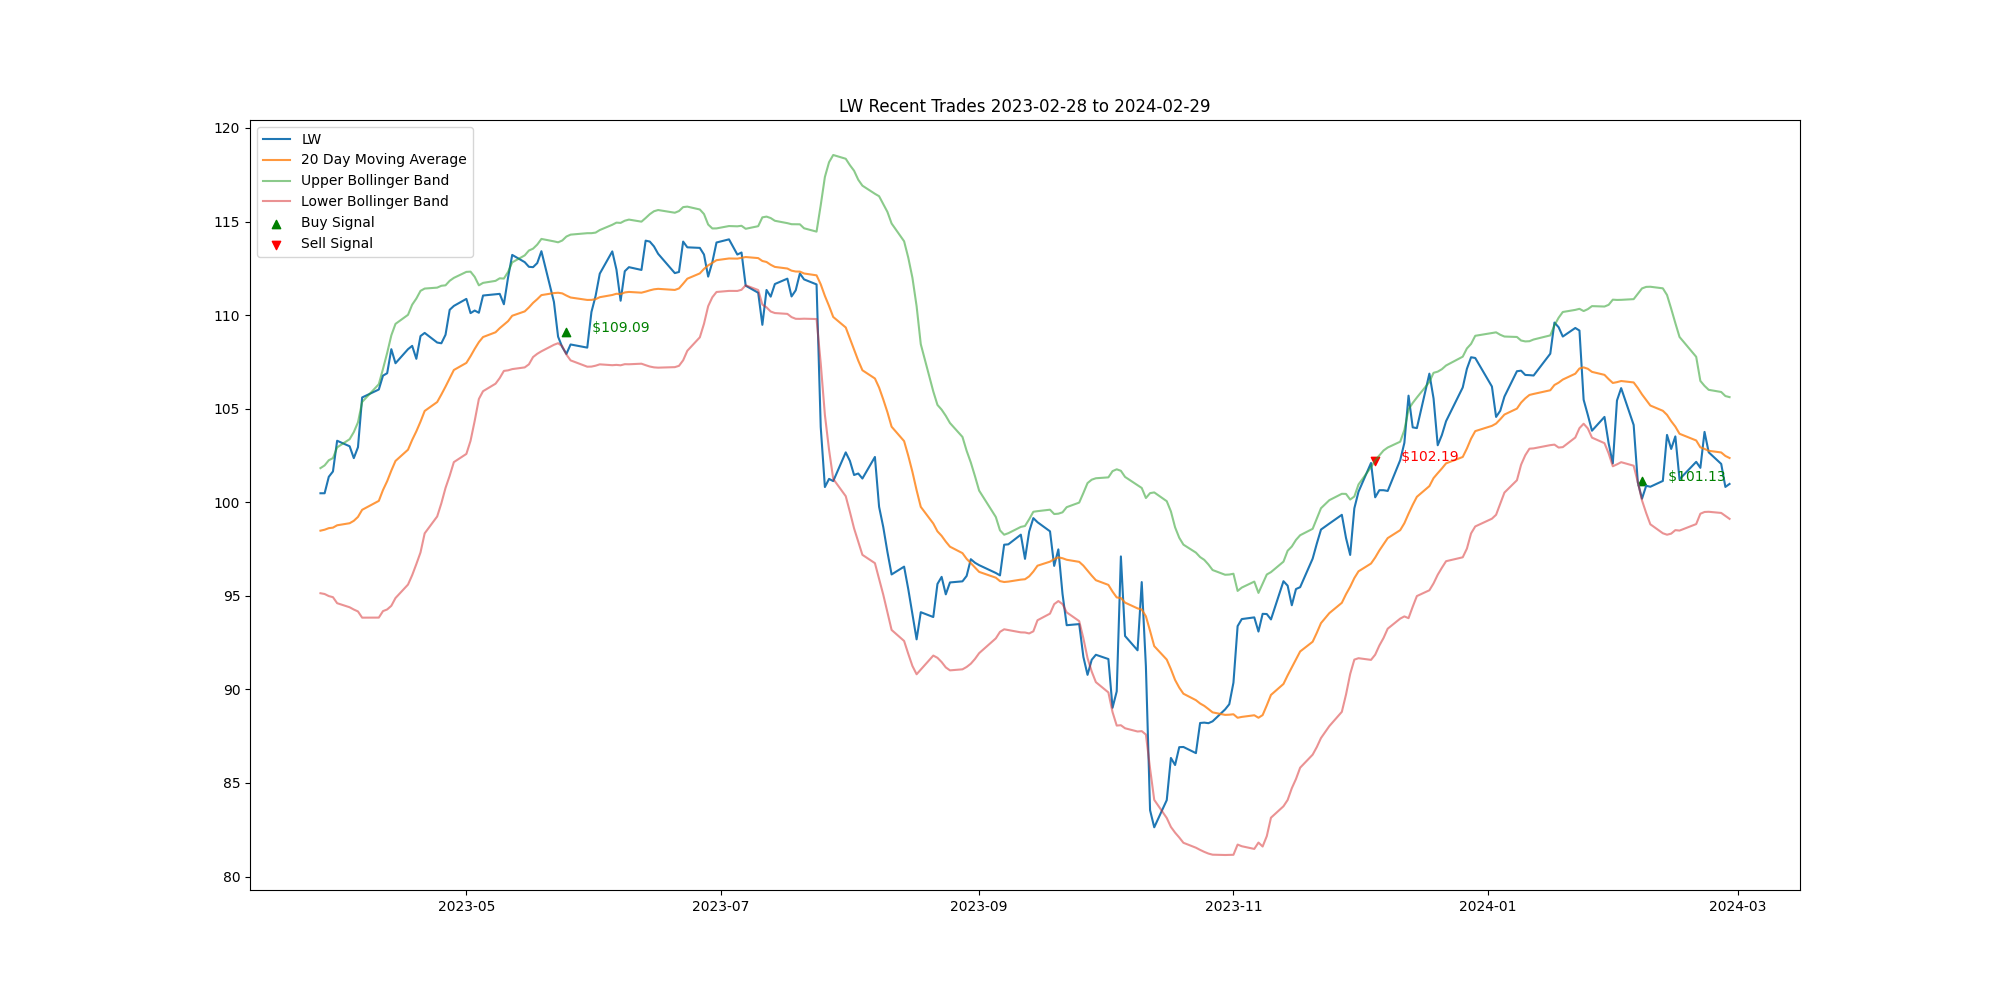 LW Recent Trades 2023-02-28 to 2024-02-29
120
115
110
105
100
95
90
85
80
LW
20 Day Moving Average
Upper Bollinger Band
Lower Bollinger Band
Buy Signal
Sell Signal
$109.09
$102.19
$101.13
2023-05
2023-07
2023-09
2023-11
2024-01
2024-03